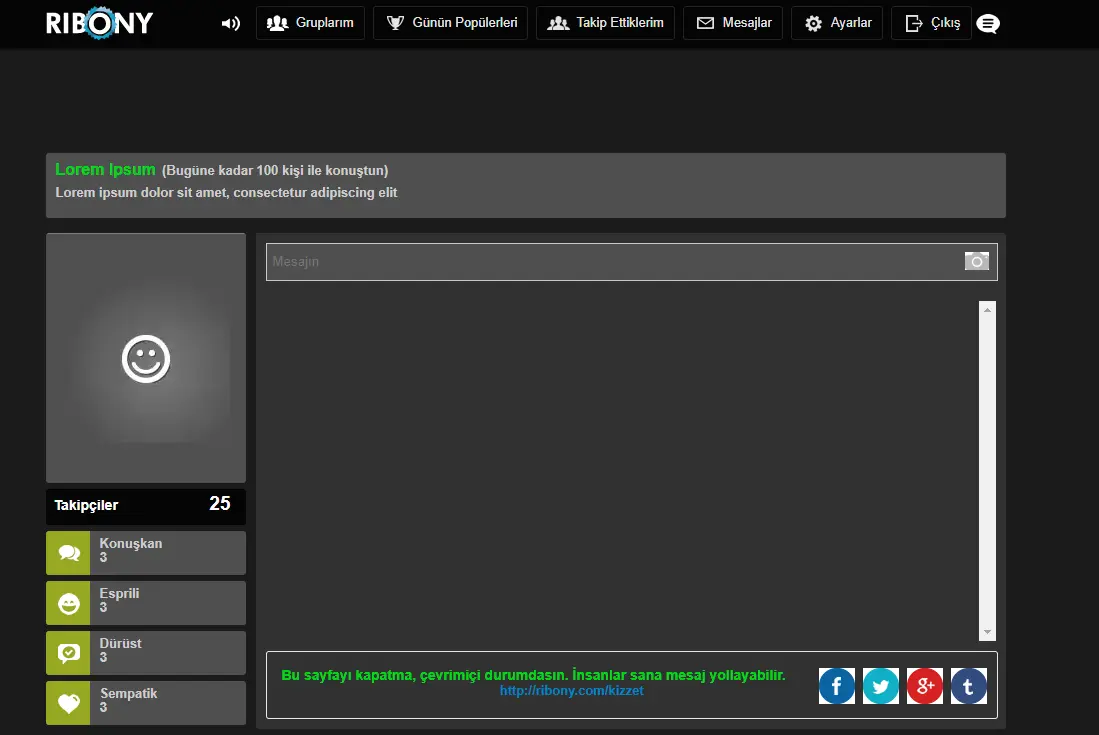 RIBONY
Gruplarım
Günün Popülerleri
Takip Ettiklerim
Mesajlar
Ayarlar
Çıkış
Lorem Ipsum (Bugüne kadar 100 kişi ile konuştun)
Lorem ipsum dolor sit amet, consectetur adipiscing elit
Mesajın
Takipçiler 25
Konuşkan
3
Esprili
3
Dürüst
3
Sempatik
3
Bu sayfayı kapatma, çevrimiçi durumdasın. İnsanlar sana mesaj yollayabilir.
http://ribony.com/kizzet
f
g+
t